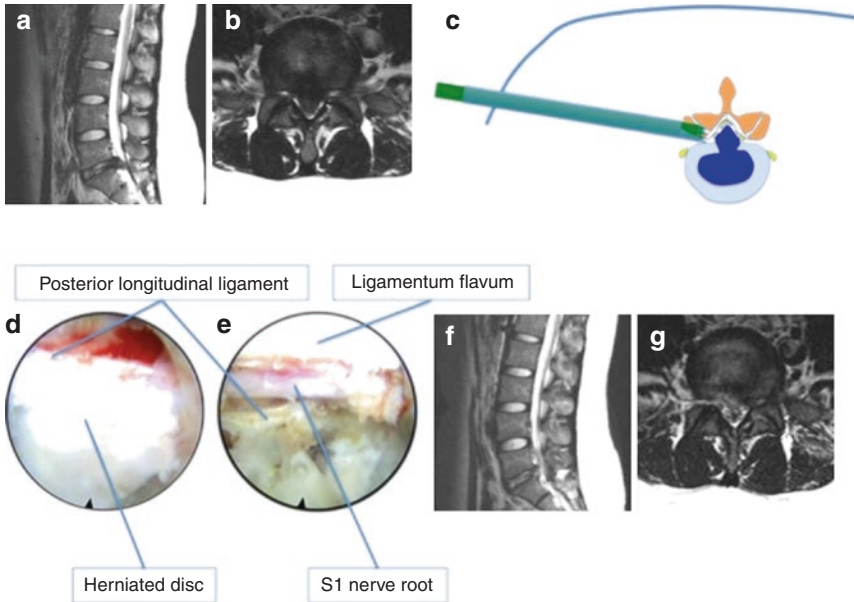 a
b
c
Posterior longitudinal ligament
Ligamentum flavum
d
e
f
g
Herniated disc
S1 nerve root